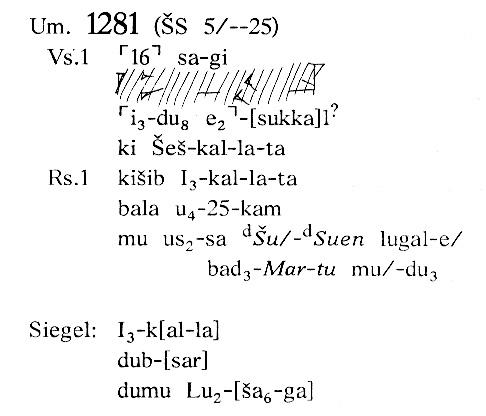 Um. 1281 (ŠS 5/--25)
Vs.1 ⌈16⌉ sa-gi
⌈i₃-du₈ e₂⌉-[sukka]l?
ki Šeš-kal-la-ta
Rs.1 kišib I₃-kal-la-ta
bala u₄-25-kam
mu us₂-sa ᵈŠu/-ᵈSuen lugal-e/
bad₃-Mar-tu mu/-du₃
Siegel: I₃-k[al-la]
dub-[sar]
dumu Lu₂-[ša₆-ga]